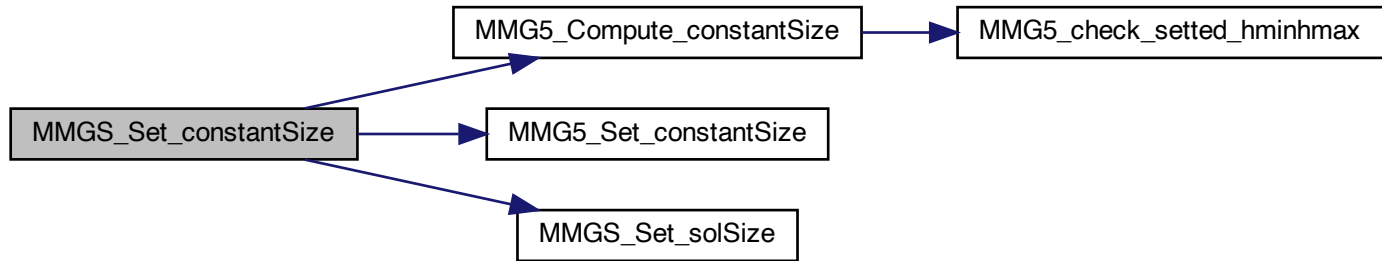 MMG5_Compute_constantSize
MMG5_check_setted_hminhmax
MMGS_Set_constantSize
MMG5_Set_constantSize
MMGS_Set_solSize